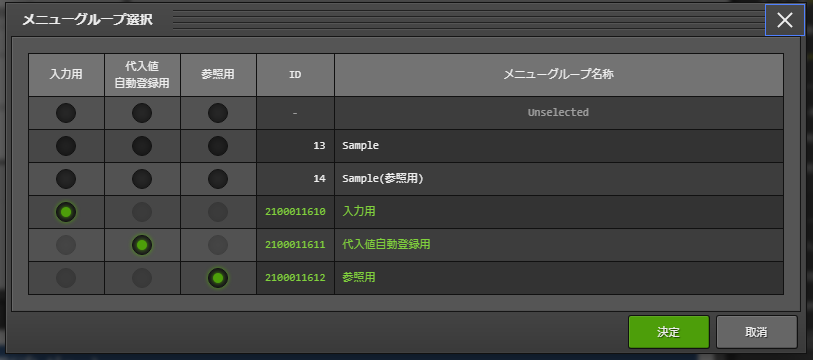 メニューグループ選択
入力用 代入値 自動登録用 参照用 ID メニューグループ名称
- Unselected
13 Sample
14 Sample(参照用)
2100011610 入力用
2100011611 代入値自動登録用
2100011612 参照用
決定 取消